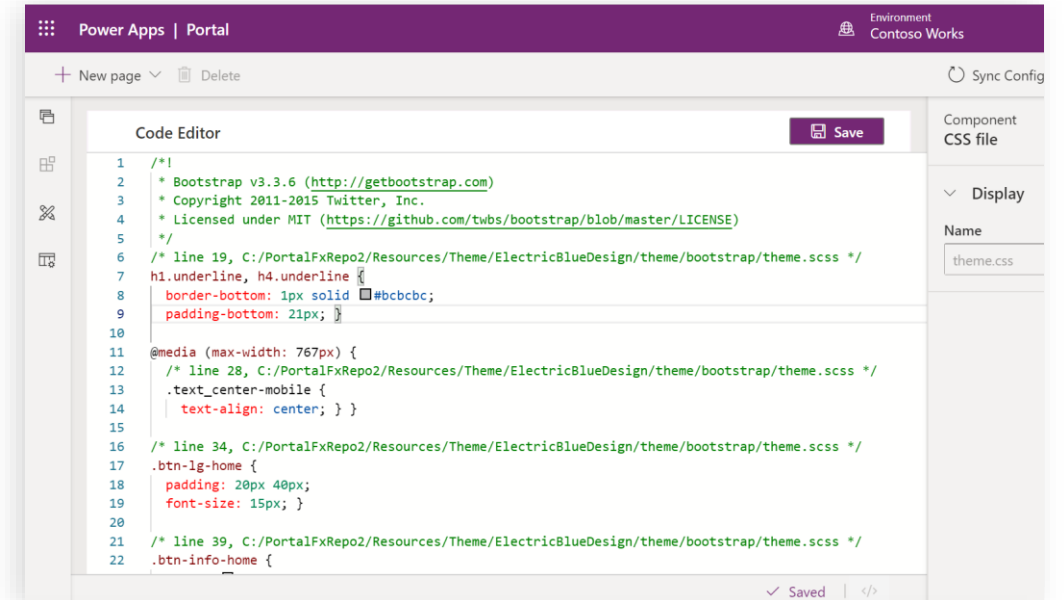 Power Apps | Portal
Environment
Contoso Works
New page
Delete
Sync Config
Code Editor
Save
Component
CSS file
Display
Name
theme.css
1 /*!
2 * Bootstrap v3.3.6 (http://getbootstrap.com)
3 * Copyright 2011-2015 Twitter, Inc.
4 * Licensed under MIT (https://github.com/twbs/bootstrap/blob/master/LICENSE)
5 */
6 /* line 19, C:/PortalFxRepo2/Resources/Theme/ElectricBlueDesign/theme/bootstrap/theme.scss */
7 h1.underline, h4.underline {
8 border-bottom: 1px solid #bcbcbc;
9 padding-bottom: 21px; }
10
11 @media (max-width: 767px) {
12 /* line 28, C:/PortalFxRepo2/Resources/Theme/ElectricBlueDesign/theme/bootstrap/theme.scss */
13 .text_center-mobile {
14 text-align: center; } }
15
16 /* line 34, C:/PortalFxRepo2/Resources/Theme/ElectricBlueDesign/theme/bootstrap/theme.scss */
17 .btn-lg-home {
18 padding: 20px 40px;
19 font-size: 15px; }
20
21 /* line 39, C:/PortalFxRepo2/Resources/Theme/ElectricBlueDesign/theme/bootstrap/theme.scss */
22 .btn-info-home {
Saved
</>